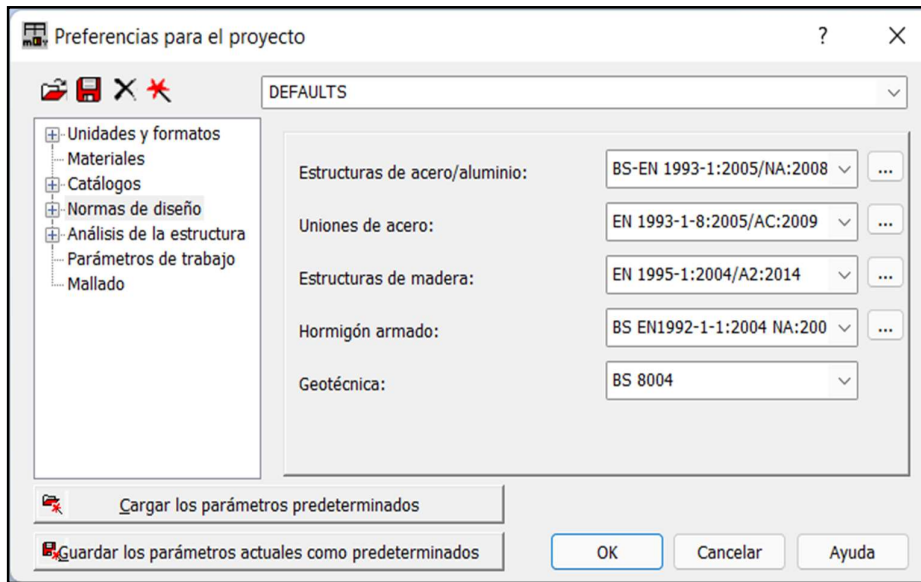 Preferencias para el proyecto
DEFAULTS
Unidades y formatos
Materiales
Catálogos
Normas de diseño
Análisis de la estructura
Parámetros de trabajo
Mallado
Estructuras de acero/aluminio: BS-EN 1993-1:2005/NA:2008 ...
Uniones de acero: EN 1993-1-8:2005/AC:2009 ...
Estructuras de madera: EN 1995-1:2004/A2:2014 ...
Hormigón armado: BS EN1992-1-1:2004 NA:200 ...
Geotécnica: BS 8004
Cargar los parámetros predeterminados
Guardar los parámetros actuales como predeterminados
OK Cancelar Ayuda